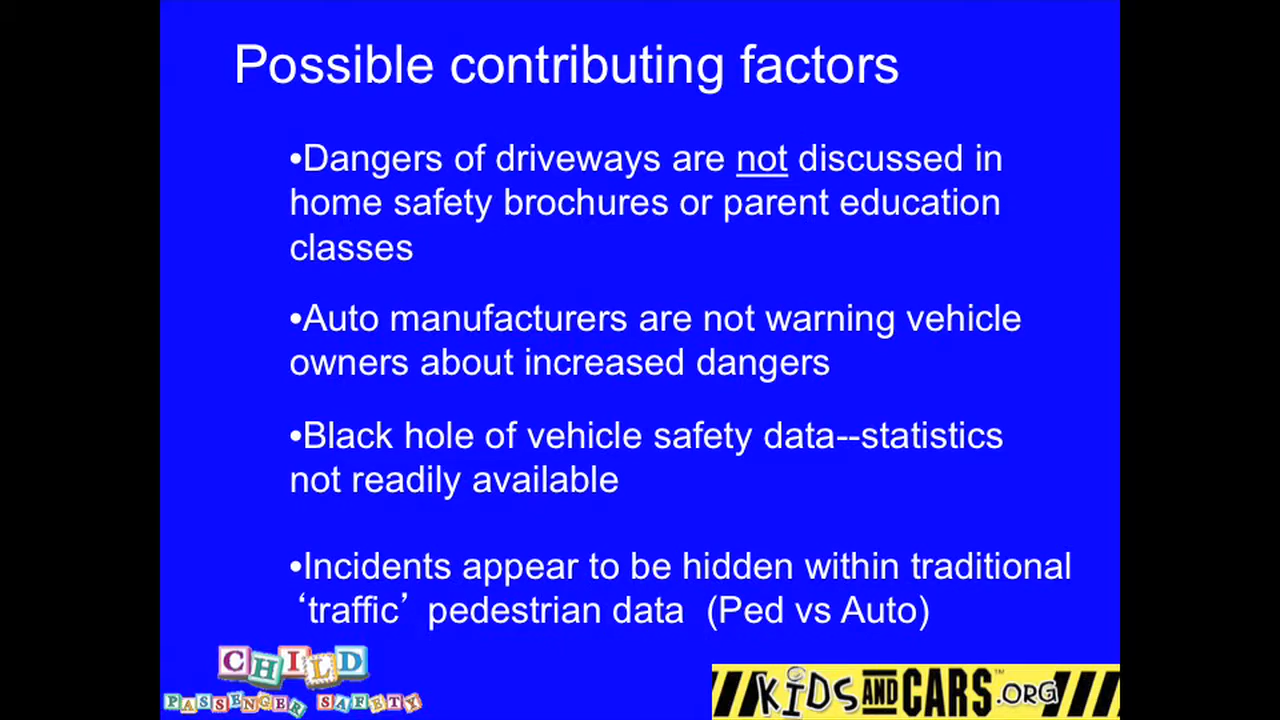 Possible contributing factors
•Dangers of driveways are not discussed in
home safety brochures or parent education
classes
•Auto manufacturers are not warning vehicle
owners about increased dangers
•Black hole of vehicle safety data--statistics
not readily available
•Incidents appear to be hidden within traditional
‘traffic’ pedestrian data (Ped vs Auto)
CHILD
PASSENGER SAFETY
KIDS AND CARS.ORG™